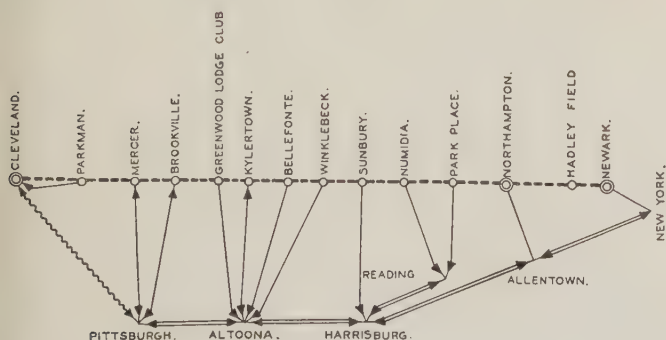 CLEVELAND.
PARKMAN.
MERCER.
BROOKVILLE.
GREENWOOD LODGE CLUB
KYLERTOWN.
BELLEFONTE.
WINKLEBECK.
SUNBURY.
NUMIDIA.
PARK PLACE.
NORTHAMPTON.
HADLEY FIELD
NEWARK.
NEW YORK.
READING
ALLENTOWN.
PITTSBURGH.
ALTOONA.
HARRISBURG.